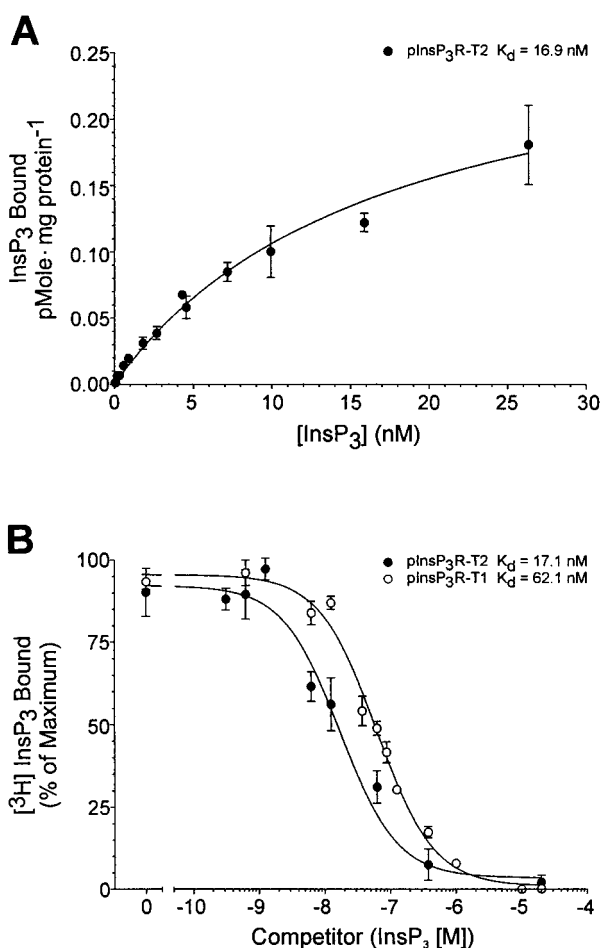 A
pInsP3R-T2 Kd = 16.9 nM
InsP3 Bound
pMole·mg protein-1
0.25
0.20
0.15
0.10
0.05
0.00
0 5 10 15 20 25 30
[InsP3] (nM)
B
pInsP3R-T2 Kd = 17.1 nM
pInsP3R-T1 Kd = 62.1 nM
[3H] InsP3 Bound
(% of Maximum)
100
75
50
25
0
0 -10 -9 -8 -7 -6 -5 -4
Competitor (InsP3 [M])